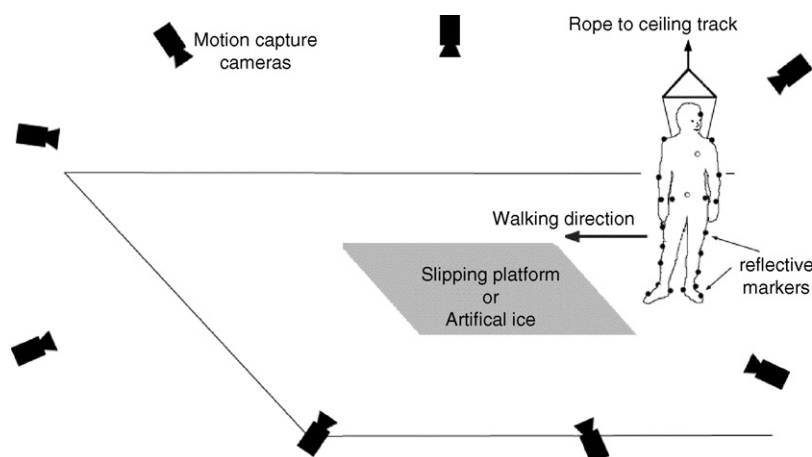 Motion capture
cameras
Rope to ceiling track
Walking direction
Slipping platform
or
Artifical ice
reflective
markers